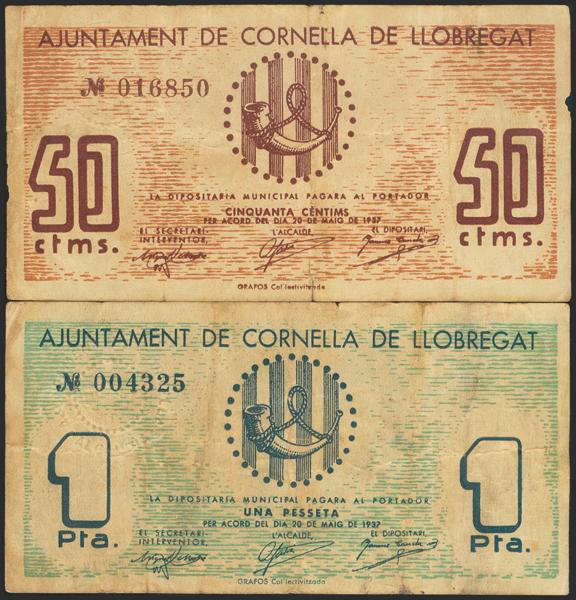 AJUNTAMENT DE CORNELLA DE LLOBREGAT
№ 016850
50 ctms.
50 ctms.
LA DIPOSITARIA MUNICIPAL PAGARA AL PORTADOR
CINQUANTA CÈNTIMS
PER ACORD DEL DIA 20 DE MAIG DE 1937
EL SECRETARI-INTERVENTOR,
L'ALCALDE,
EL DIPOSITARI,
GRAFOS Col·lectivitzada
AJUNTAMENT DE CORNELLA DE LLOBREGAT
№ 004325
1 Pta.
1 Pta.
LA DIPOSITARIA MUNICIPAL PAGARA AL PORTADOR
UNA PESSETA
PER ACORD DEL DIA 20 DE MAIG DE 1937
EL SECRETARI-INTERVENTOR,
L'ALCALDE,
EL DIPOSITARI,
GRAFOS Col·lectivitzada